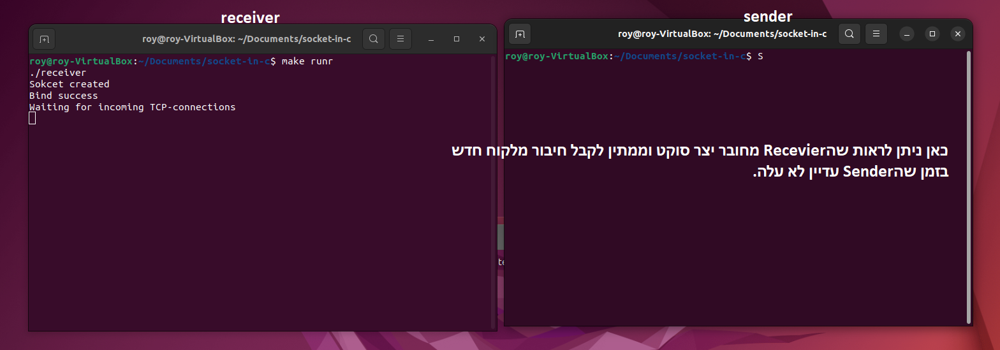 receiver
roy@roy-VirtualBox: ~/Documents/socket-in-c
roy@roy-VirtualBox:~/Documents/socket-in-c$ make runr
./receiver
Sokcet created
Bind success
Waiting for incoming TCP-connections
sender
roy@roy-VirtualBox: ~/Documents/socket-in-c
roy@roy-VirtualBox:~/Documents/socket-in-c$ S
כאן ניתן לראות שהRecevier מחובר יצר סוקט וממתין לקבל חיבור מלקוח חדש
בזמן שהSender עדיין לא עלה.
te